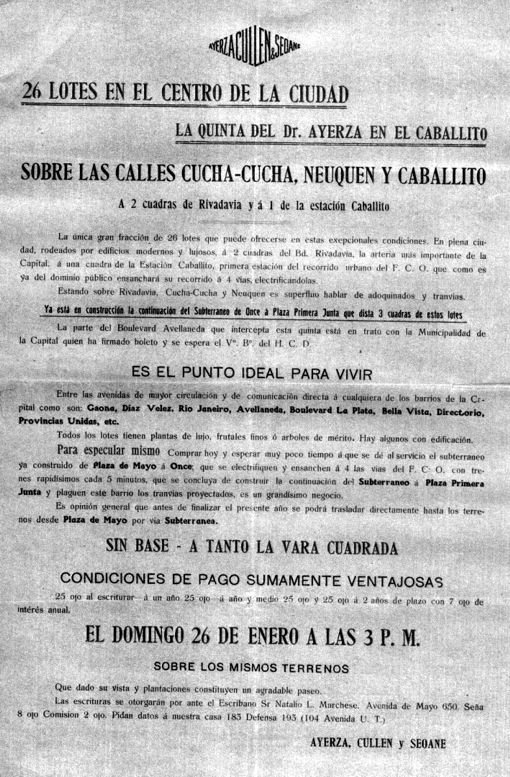 AYERZA CULLEN & SEOANE
26 LOTES EN EL CENTRO DE LA CIUDAD
LA QUINTA DEL Dr. AYERZA EN EL CABALLITO
SOBRE LAS CALLES CUCHA-CUCHA, NEUQUEN Y CABALLITO
A 2 cuadras de Rivadavia y á 1 de la estación Caballito
La única gran fracción de 26 lotes que puede ofrecerse en estas exepcionales condiciones. En plena ciu-
dad, rodeados por edificios modernos y lujosos, á 2 cuadras del Bd. Rivadavia, la arteria más importante de la
Capital, á una cuadra de la Estación Caballito, primera estación del recorrido urbano del F. C. O. que como es
ya del dominio público ensanchará su recorrido á 4 vias, electrificándolas.
Estando sobre Rivadavia, Cucha-Cucha y Neuquen es superfluo hablar de adoquinados y tranvias.
Ya está en construcción la continuación del Subterraneo de Once á Plaza Primera Junta que dista 3 cuadras de estos lotes
La parte del Boulevard Avellaneda que intercepta esta quinta está en trato con la Municipalidad de
la Capital quien ha firmado boleto y se espera el Vº. Bº. del H. C. D.
ES EL PUNTO IDEAL PARA VIVIR
Entre las avenidas de mayor circulación y de comunicación directa á cualquiera de los barrios de la Ca-
pital como son: Gaona, Díaz Velez, Rio Janeiro, Avellaneda, Boulevard La Plata, Bella Vista, Directorio,
Provincias Unidas, etc.
Todos los lotes tienen plantas de lujo, frutales finos ó arboles de mérito. Hay algunos con edificación.
Para especular mismo Comprar hoy y esperar muy poco tiempo á que se dé al servicio el subterraneo
ya construido de Plaza de Mayo á Once; que se electrifiquen y ensanchen á 4 las vias del F. C. O. con tre-
nes rapidísimos cada 5 minutos, que se concluya de construir la continuación del Subterraneo á Plaza Primera
Junta y plaguen este barrio los tranvias proyectados, es un grandísimo negocio.
Es opinión general que antes de finalizar el presente año se podrá trasladar directamente hasta los terre-
nos desde Plaza de Mayo por via Subterranea.
SIN BASE - A TANTO LA VARA CUADRADA
CONDICIONES DE PAGO SUMAMENTE VENTAJOSAS
25 o|o al escriturar - á un año 25 o|o - á año y medio 25 o|o y 25 o|o á 2 años de plazo con 7 o|o de
interés anual.
EL DOMINGO 26 DE ENERO A LAS 3 P. M.
SOBRE LOS MISMOS TERRENOS
Que dado su vista y plantaciones constituyen un agradable paseo.
Las escrituras se otorgarán por ante el Escribano Sr Natalio L. Marchese. Avenida de Mayo 650. Seña
8 o|o Comision 2 o|o. Pidan datos á nuestra casa 185 Defensa 195 (104 Avenida U. T.)
AYERZA, CULLEN y SEOANE